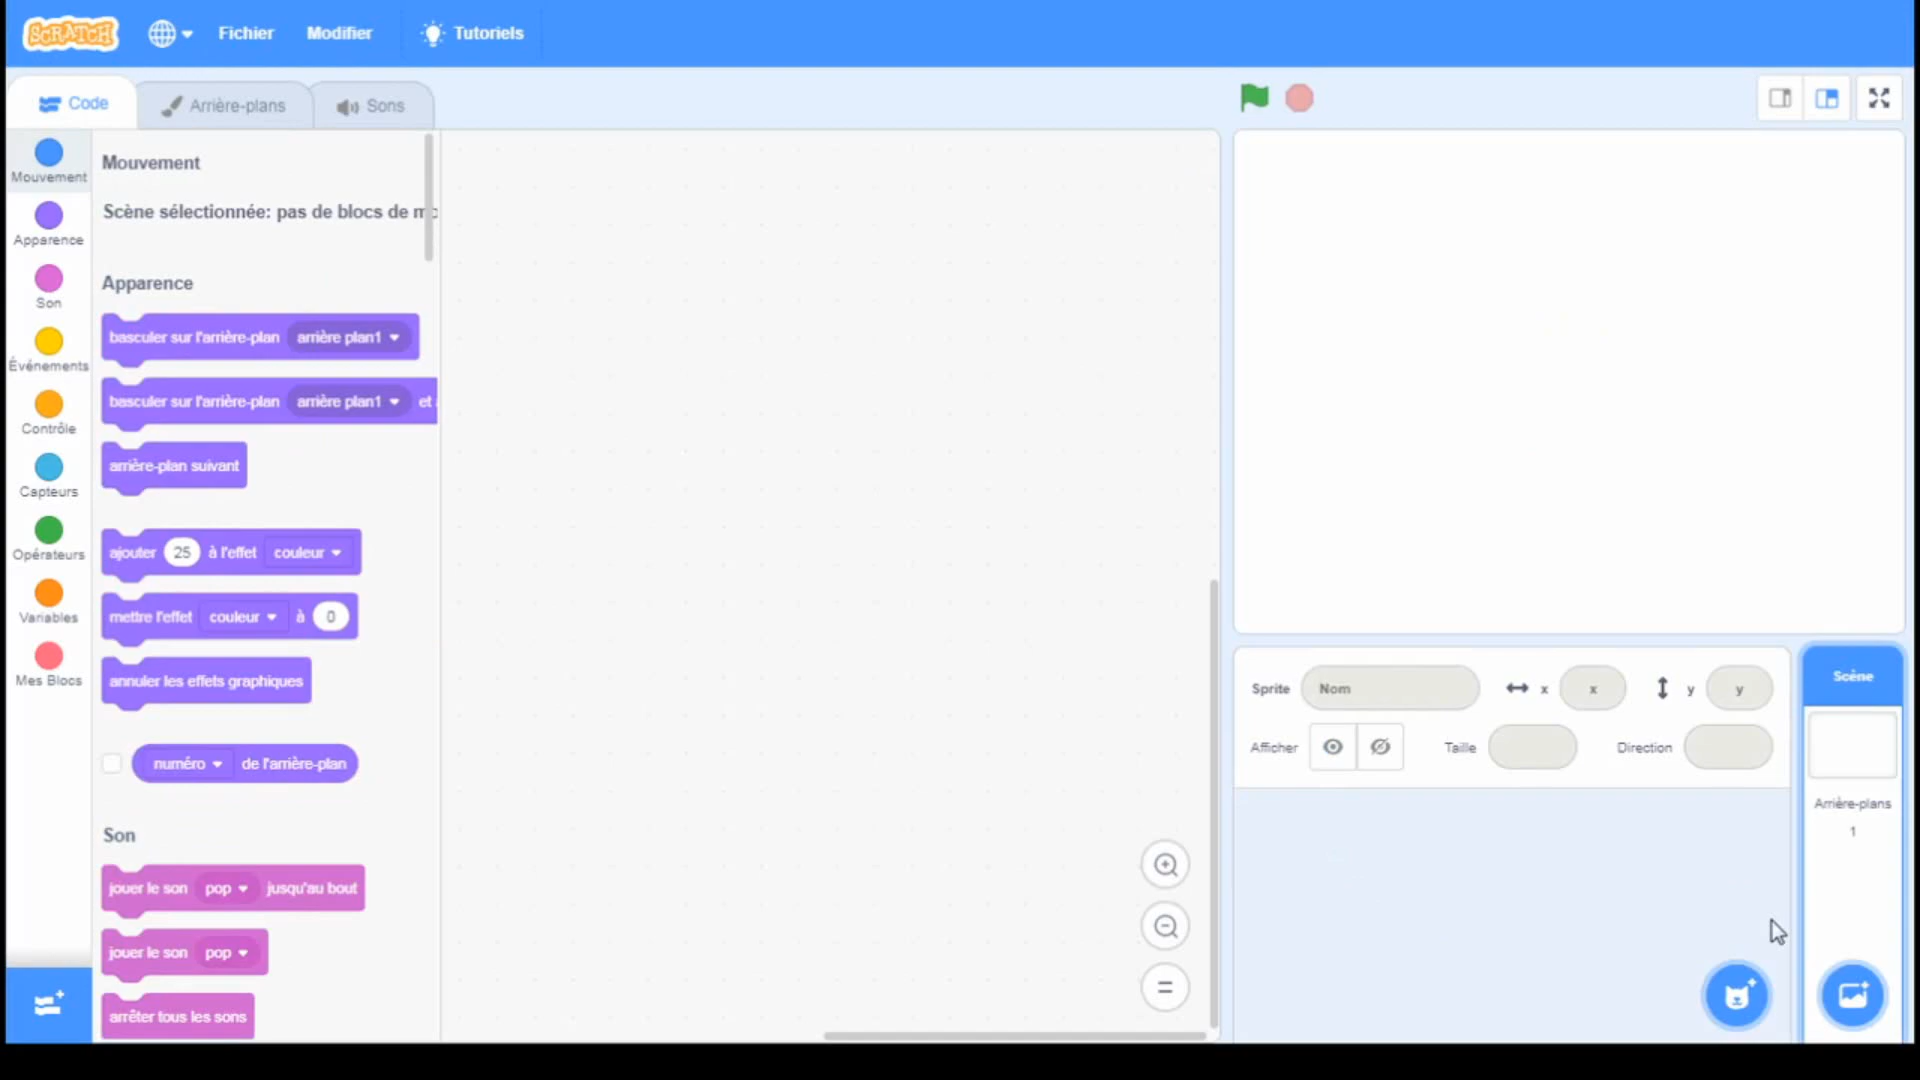 SCRATCH
Fichier
Modifier
Tutoriels
Code
Arrière-plans
Sons
Mouvement
Apparence
Son
Événements
Contrôle
Capteurs
Opérateurs
Variables
Mes Blocs
Mouvement
Scène sélectionnée: pas de blocs de mo
Apparence
basculer sur l'arrière-plan arrière plan1
basculer sur l'arrière-plan arrière plan1 et
arrière-plan suivant
ajouter 25 à l'effet couleur
mettre l'effet couleur à 0
annuler les effets graphiques
numéro de l'arrière-plan
Son
jouer le son pop jusqu'au bout
jouer le son pop
arrêter tous les sons
Sprite Nom x x y y
Afficher Taille Direction
Scène
Arrière-plans
1